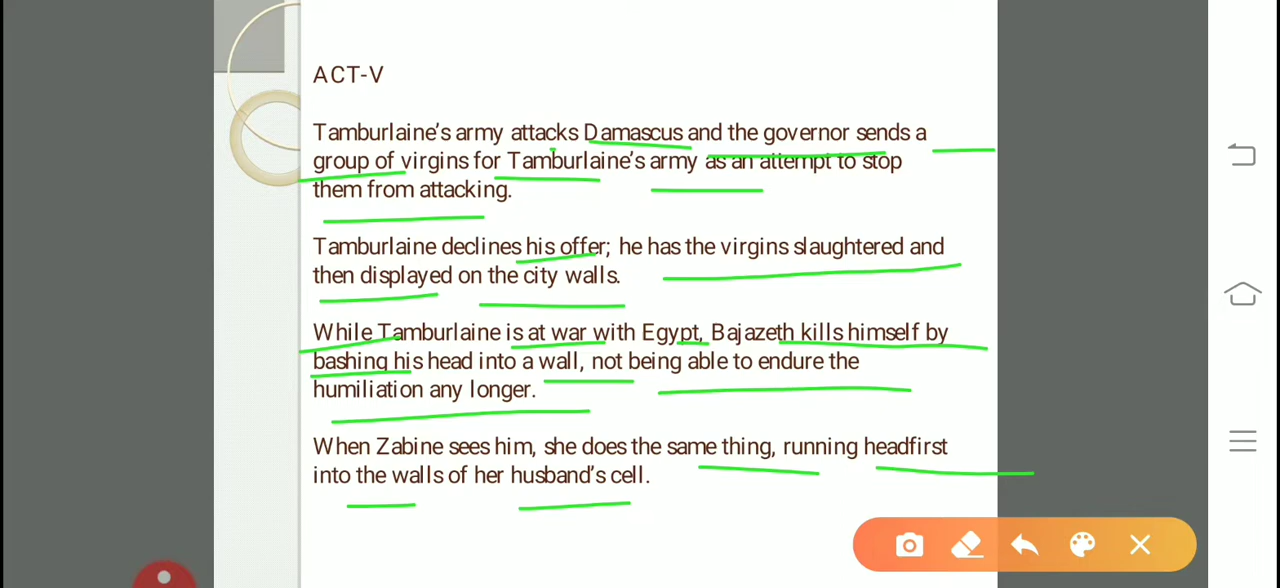 ACT-V
Tamburlaine's army attacks Damascus and the governor sends a
group of virgins for Tamburlaine's army as an attempt to stop
them from attacking.
Tamburlaine declines his offer; he has the virgins slaughtered and
then displayed on the city walls.
While Tamburlaine is at war with Egypt, Bajazeth kills himself by
bashing his head into a wall, not being able to endure the
humiliation any longer.
When Zabine sees him, she does the same thing, running headfirst
into the walls of her husband's cell.